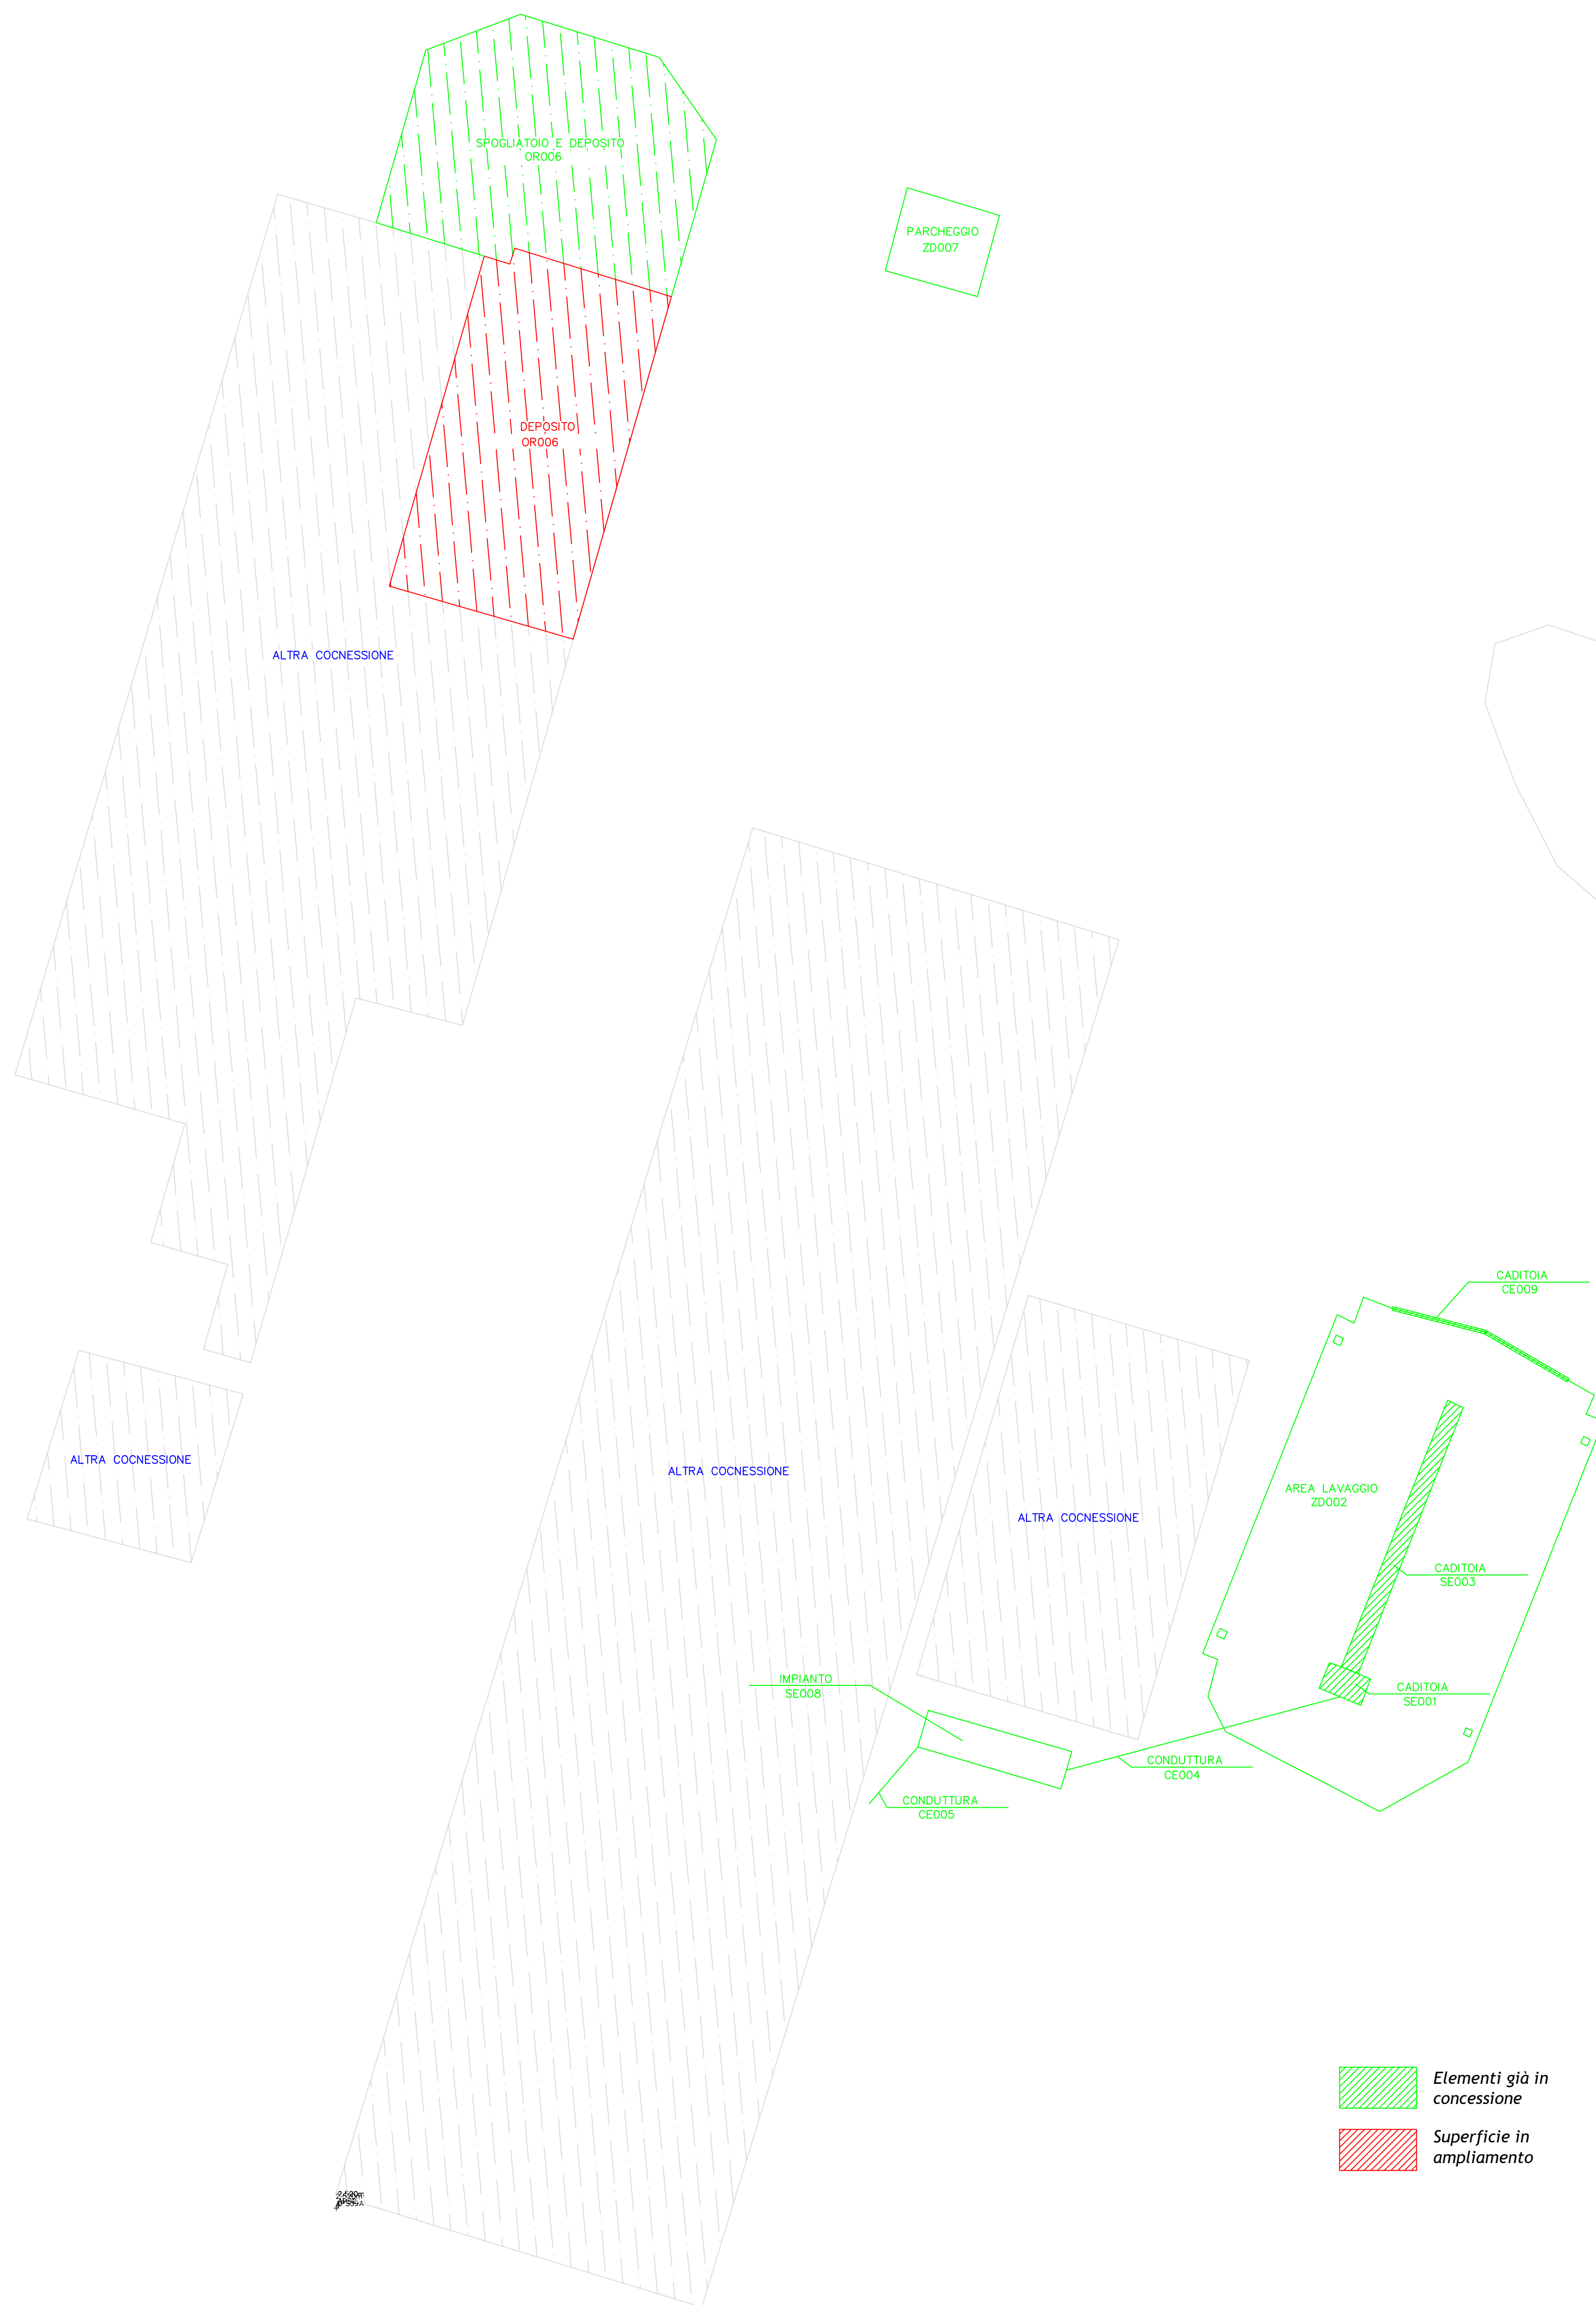 SPOGLIATOIO E DEPOSITO
OR006
PARCHEGGIO
ZD007
DEPOSITO
OR006
ALTRA COCNESSIONE
CADITOIA
CE009
ALTRA COCNESSIONE
ALTRA COCNESSIONE
AREA LAVAGGIO
ZD002
ALTRA COCNESSIONE
CADITOIA
SE003
IMPIANTO
SE008
CADITOIA
SE001
CONDUTTURA
CE004
CONDUTTURA
CE005
Elementi già in
concessione
Superficie in
ampliamento